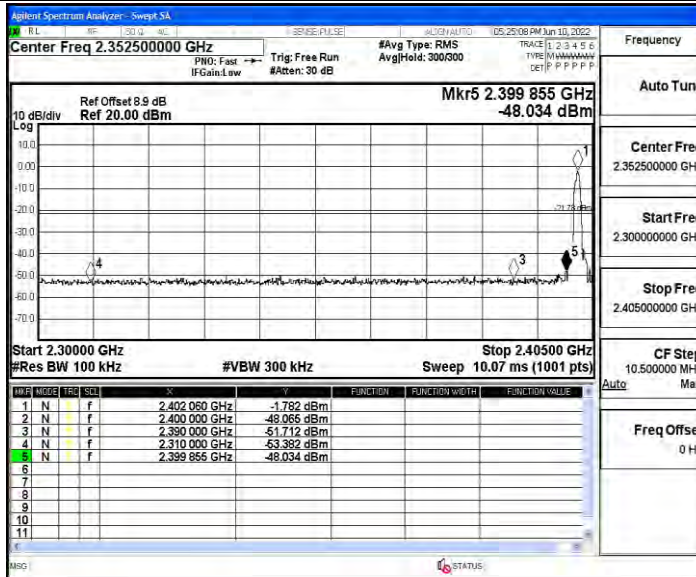 Agilent Spectrum Analyzer - Swept SA
RL RF 50 Ω AC SENSE:PULSE ALIGN AUTO 05:25:08 PM Jun 10, 2022
Center Freq 2.352500000 GHz
PNO: Fast
IFGain:Low
Trig: Free Run
#Atten: 30 dB
#Avg Type: RMS
Avg|Hold: 300/300
TRACE 1 2 3 4 5 6
TYPE M
DET P P P P P P
Mkr5 2.399 855 GHz
-48.034 dBm
Ref Offset 8.9 dB
10 dB/div Ref 20.00 dBm
Log
10.0
0.00
-10.0
-20.0
-30.0
-40.0
-50.0
-60.0
-70.0
1
-21.78 dBm
4
3
5
Start 2.30000 GHz
Stop 2.40500 GHz
#Res BW 100 kHz #VBW 300 kHz Sweep 10.07 ms (1001 pts)
MKR MODE TRC SCL X Y FUNCTION FUNCTION WIDTH FUNCTION VALUE
1 N f 2.402 060 GHz -1.782 dBm
2 N f 2.400 000 GHz -48.065 dBm
3 N f 2.390 000 GHz -51.712 dBm
4 N f 2.310 000 GHz -53.382 dBm
5 N f 2.399 855 GHz -48.034 dBm
6
7
8
9
10
11
MSG STATUS
Frequency
Auto Tun
Center Fre
2.352500000 GH
Start Fre
2.300000000 GH
Stop Fre
2.405000000 GH
CF Step
10.500000 MH
Auto Ma
Freq Offse
0 H